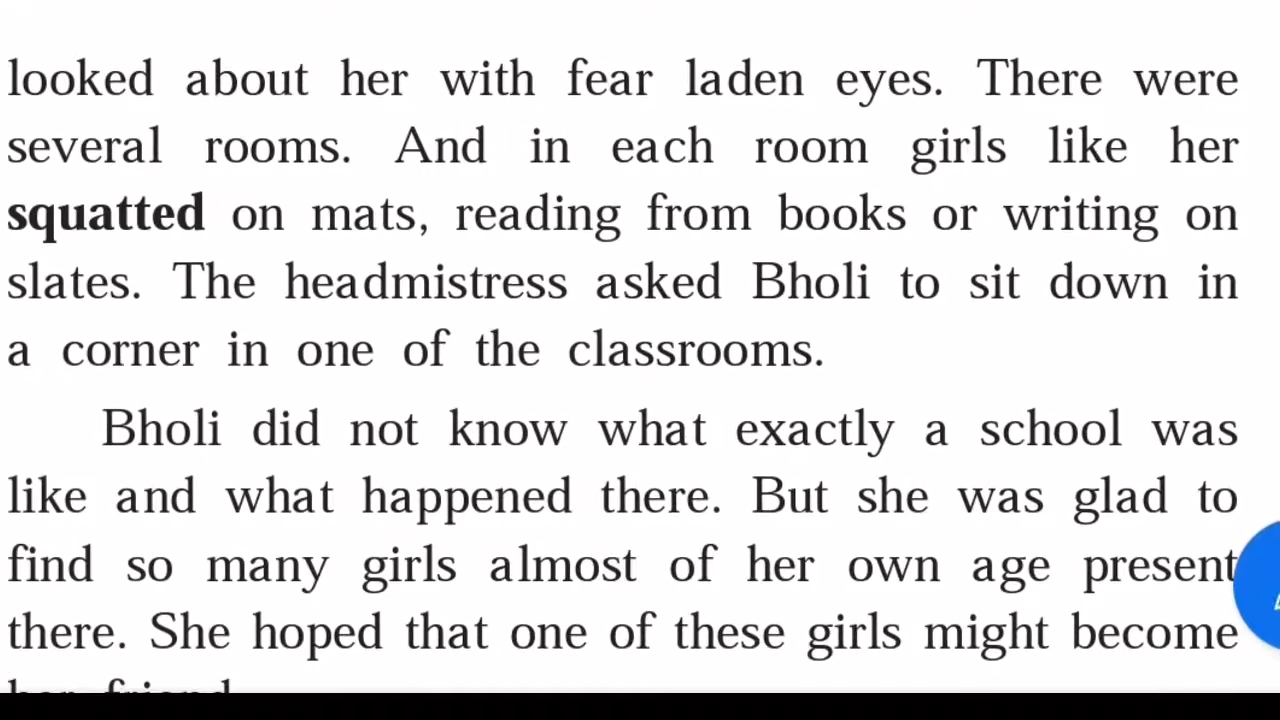 looked about her with fear laden eyes. There were
several rooms. And in each room girls like her
squatted on mats, reading from books or writing on
slates. The headmistress asked Bholi to sit down in
a corner in one of the classrooms.
Bholi did not know what exactly a school was
like and what happened there. But she was glad to
find so many girls almost of her own age present
there. She hoped that one of these girls might become
her friend.